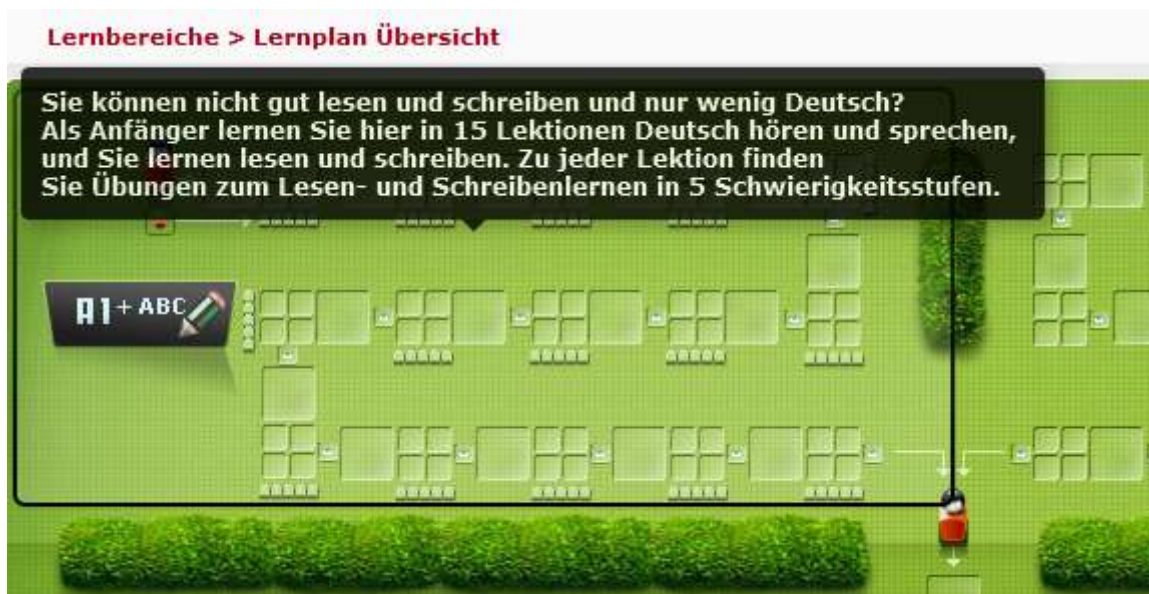 Lernbereiche > Lernplan Übersicht
Sie können nicht gut lesen und schreiben und nur wenig Deutsch?
Als Anfänger lernen Sie hier in 15 Lektionen Deutsch hören und sprechen,
und Sie lernen lesen und schreiben. Zu jeder Lektion finden
Sie Übungen zum Lesen- und Schreibenlernen in 5 Schwierigkeitsstufen.
A1+ ABC